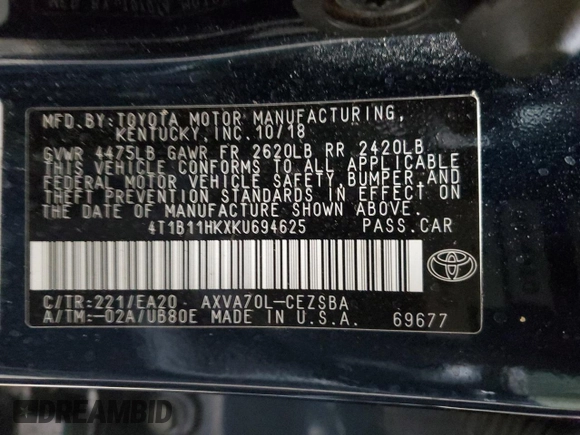 MFD.BY:TOYOTA MOTOR MANUFACTURING,
KENTUCKY, INC. 10/18
GVWR 4475LB GAWR FR 2620LB RR 2420LB
THIS VEHICLE CONFORMS TO ALL APPLICABLE
FEDERAL MOTOR VEHICLE SAFETY, BUMPER, AND
THEFT PREVENTION STANDARDS IN EFFECT ON
THE DATE OF MANUFACTURE SHOWN ABOVE.
4T1B11HKXKU694625 PASS.CAR
C/TR:221/EA20 AXVA70L-CEZSBA
A/TM:-02A/UB80E MADE IN U.S.A.
69677
TOYOTA
DREAMBID